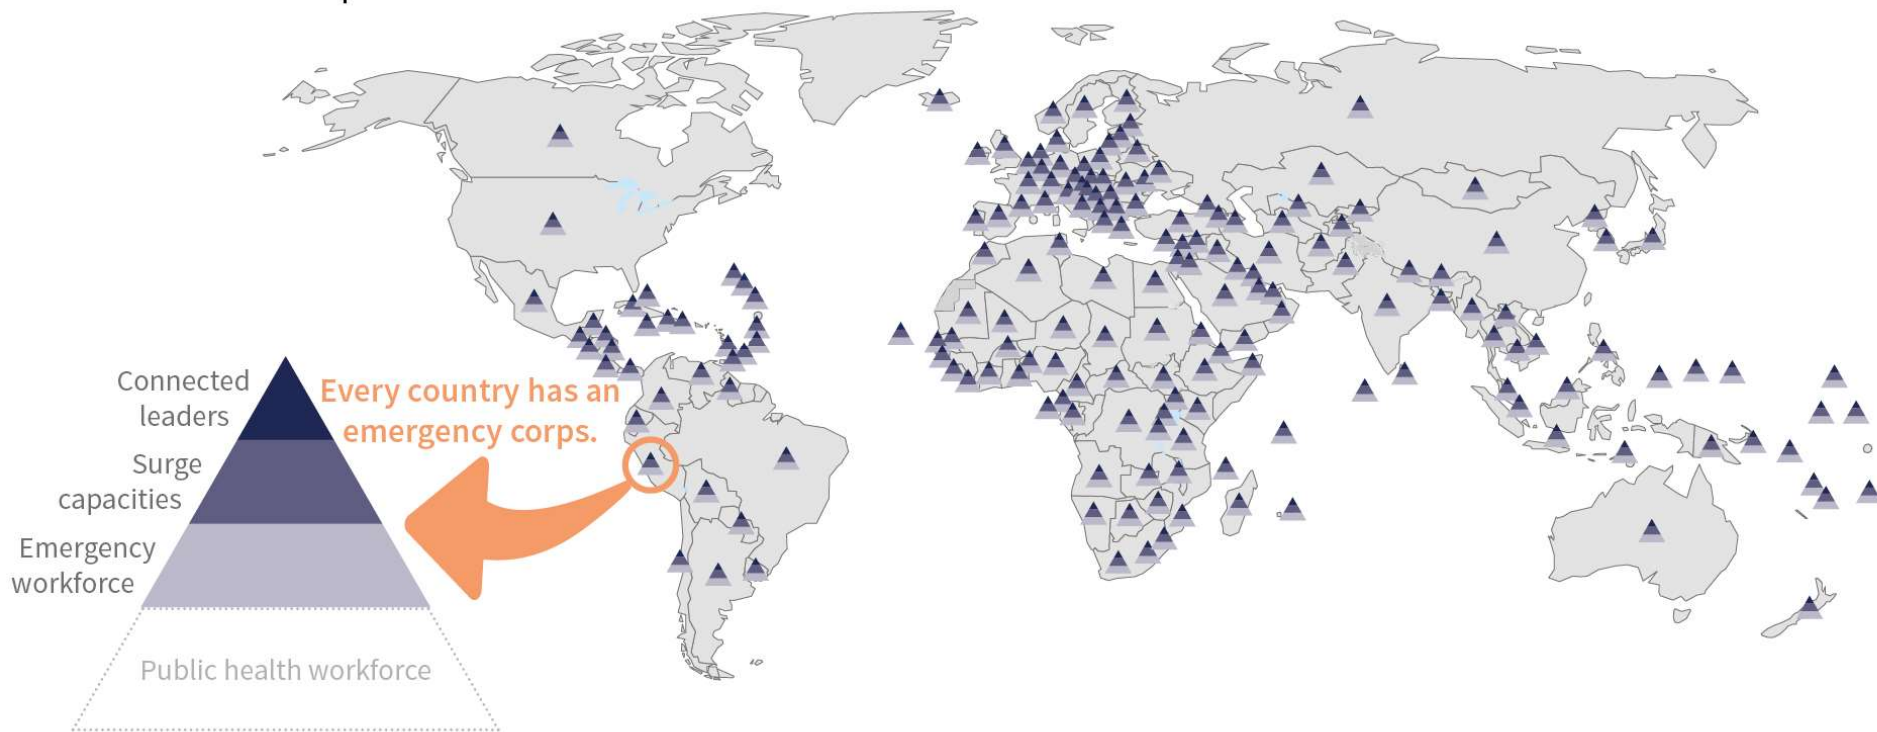 Connected
leaders
Every country has an
emergency corps.
Surge
capacities
Emergency
workforce
Public health workforce